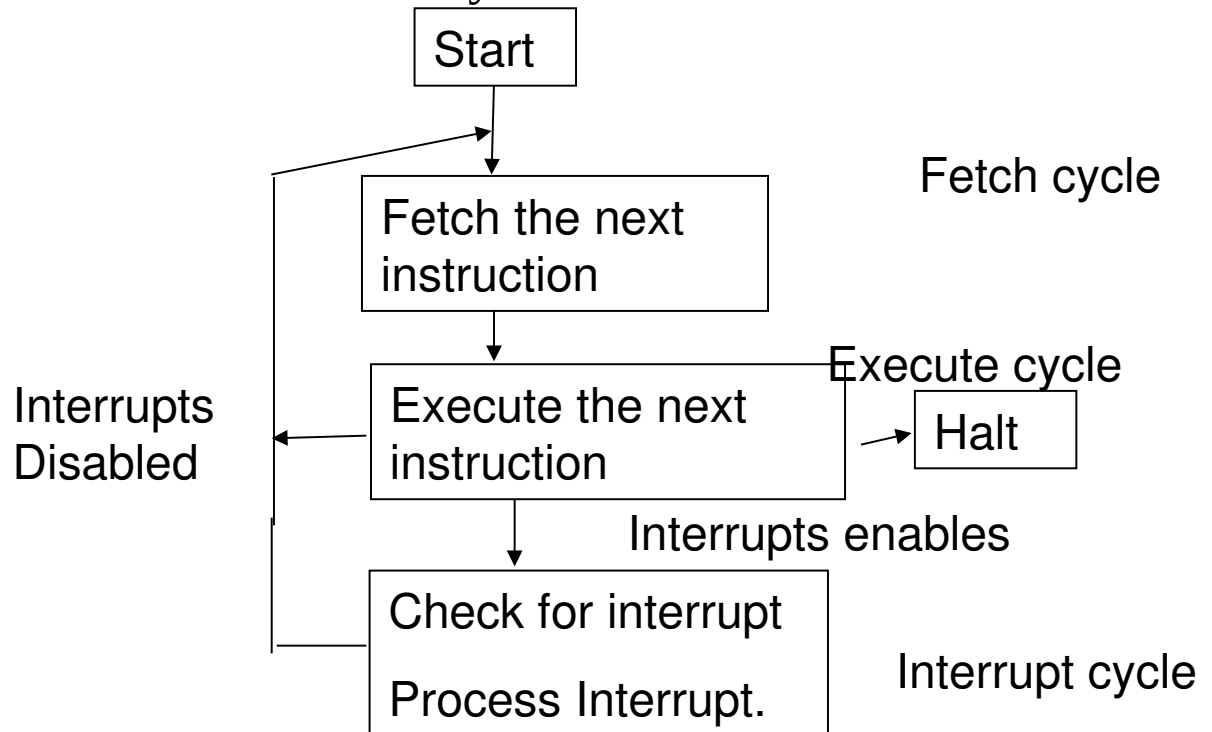 Start
Fetch cycle
Fetch the next
instruction
Execute cycle
Interrupts
Disabled
Execute the next
instruction
Halt
Interrupts enables
Check for interrupt
Process Interrupt.
Interrupt cycle